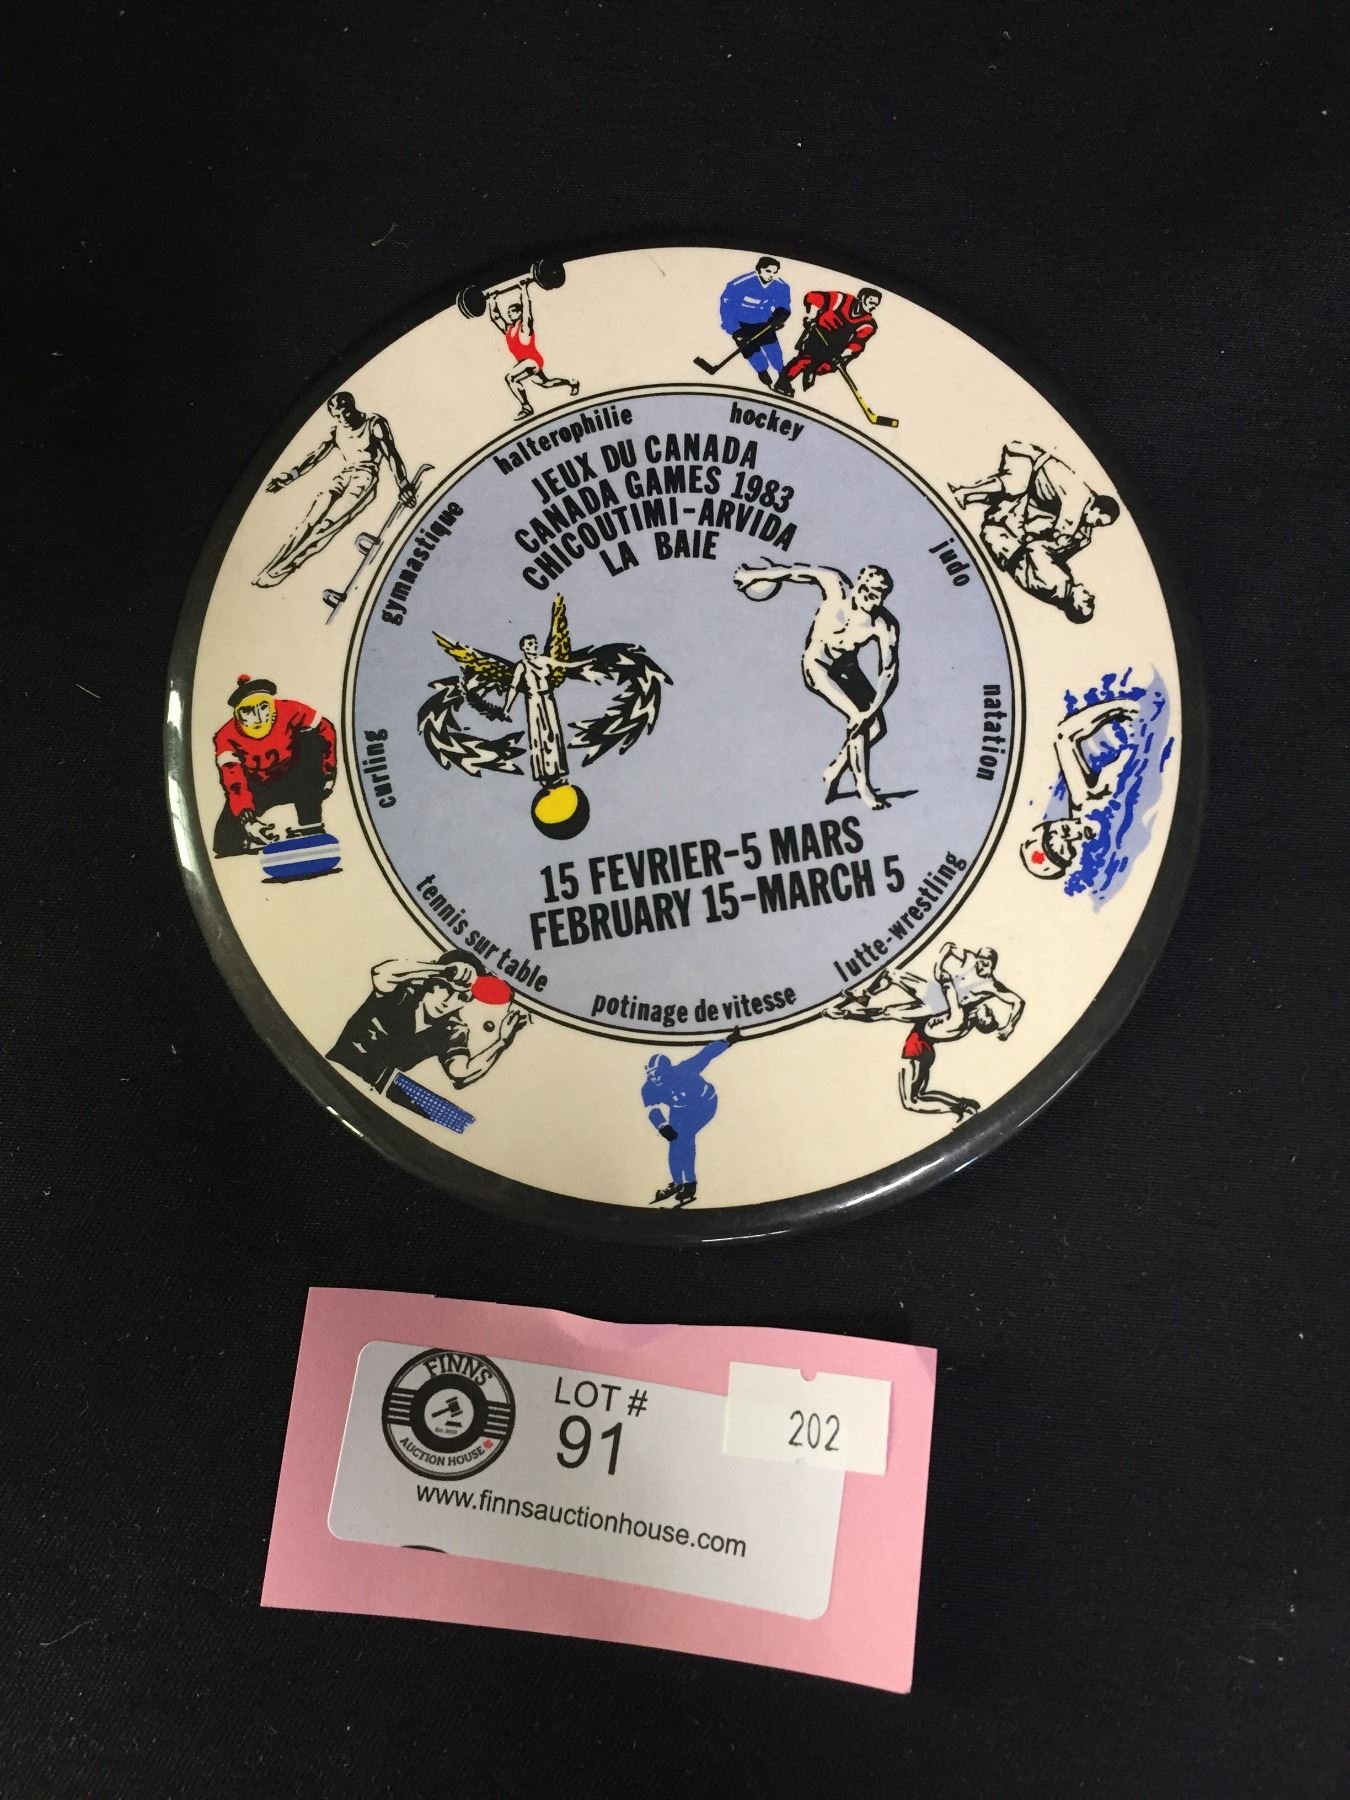 halterophilie
hockey
judo
natation
lutte-wrestling
potinage de vitesse
tennis sur table
curling
gymnastique
JEUX DU CANADA
CANADA GAMES 1983
CHICOUTIMI-ARVIDA
LA BAIE
12
15 FEVRIER-5 MARS
FEBRUARY 15-MARCH 5
FINNS
AUCTION HOUSE
LOT #
91
202
www.finnsauctionhouse.com